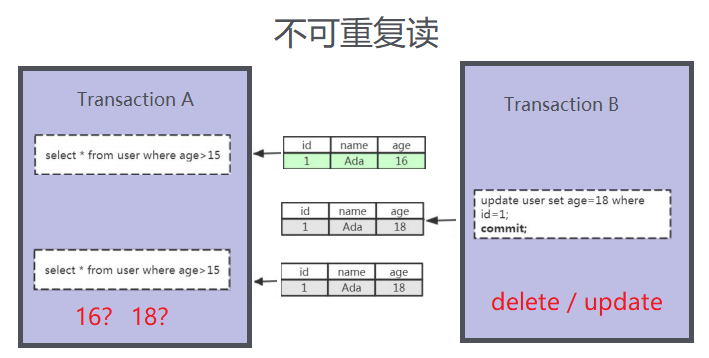 不可重复读
Transaction A
Transaction B
select * from user where age>15
id name age
1 Ada 16
update user set age=18 where
id=1;
commit;
id name age
1 Ada 18
select * from user where age>15
id name age
1 Ada 18
16? 18?
delete / update